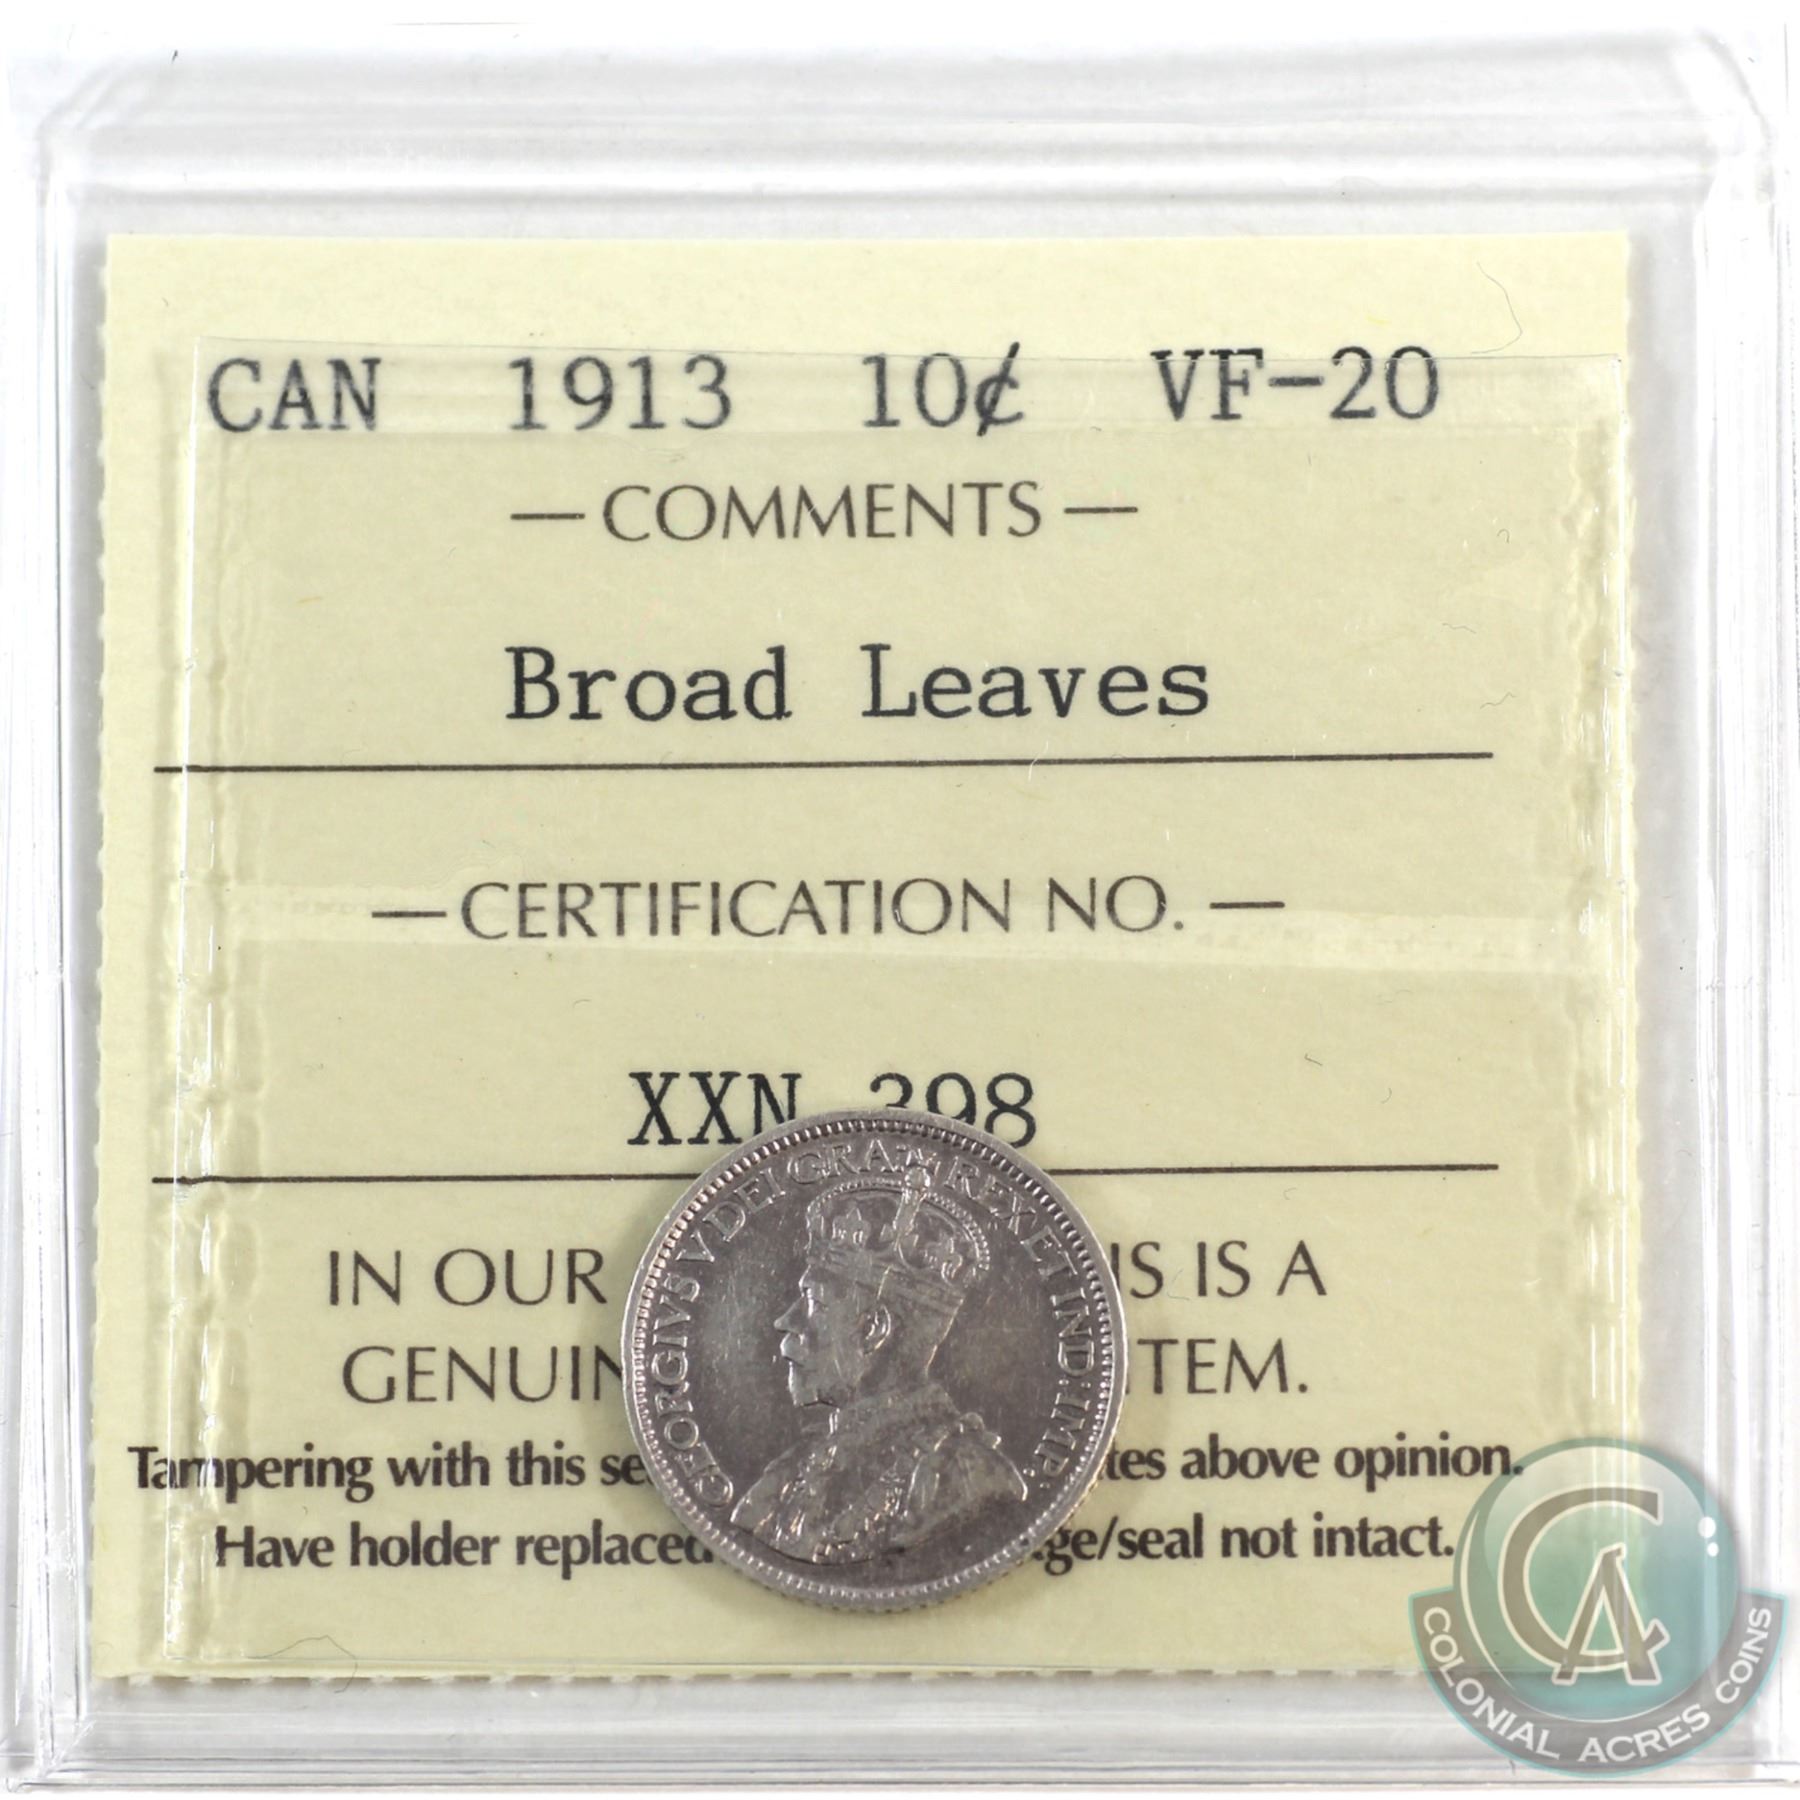 CAN 1913 10¢ VF-20
— COMMENTS —
Broad Leaves
— CERTIFICATION NO. —
XXN 398
IN OUR IS IS A
GENUIN TEM.
Tampering with this se tes above opinion.
Have holder replaced ge/seal not intact.
GEORGIVS V DEI GRA: REX ET IND: IMP:
CA
COLONIAL ACRES COINS